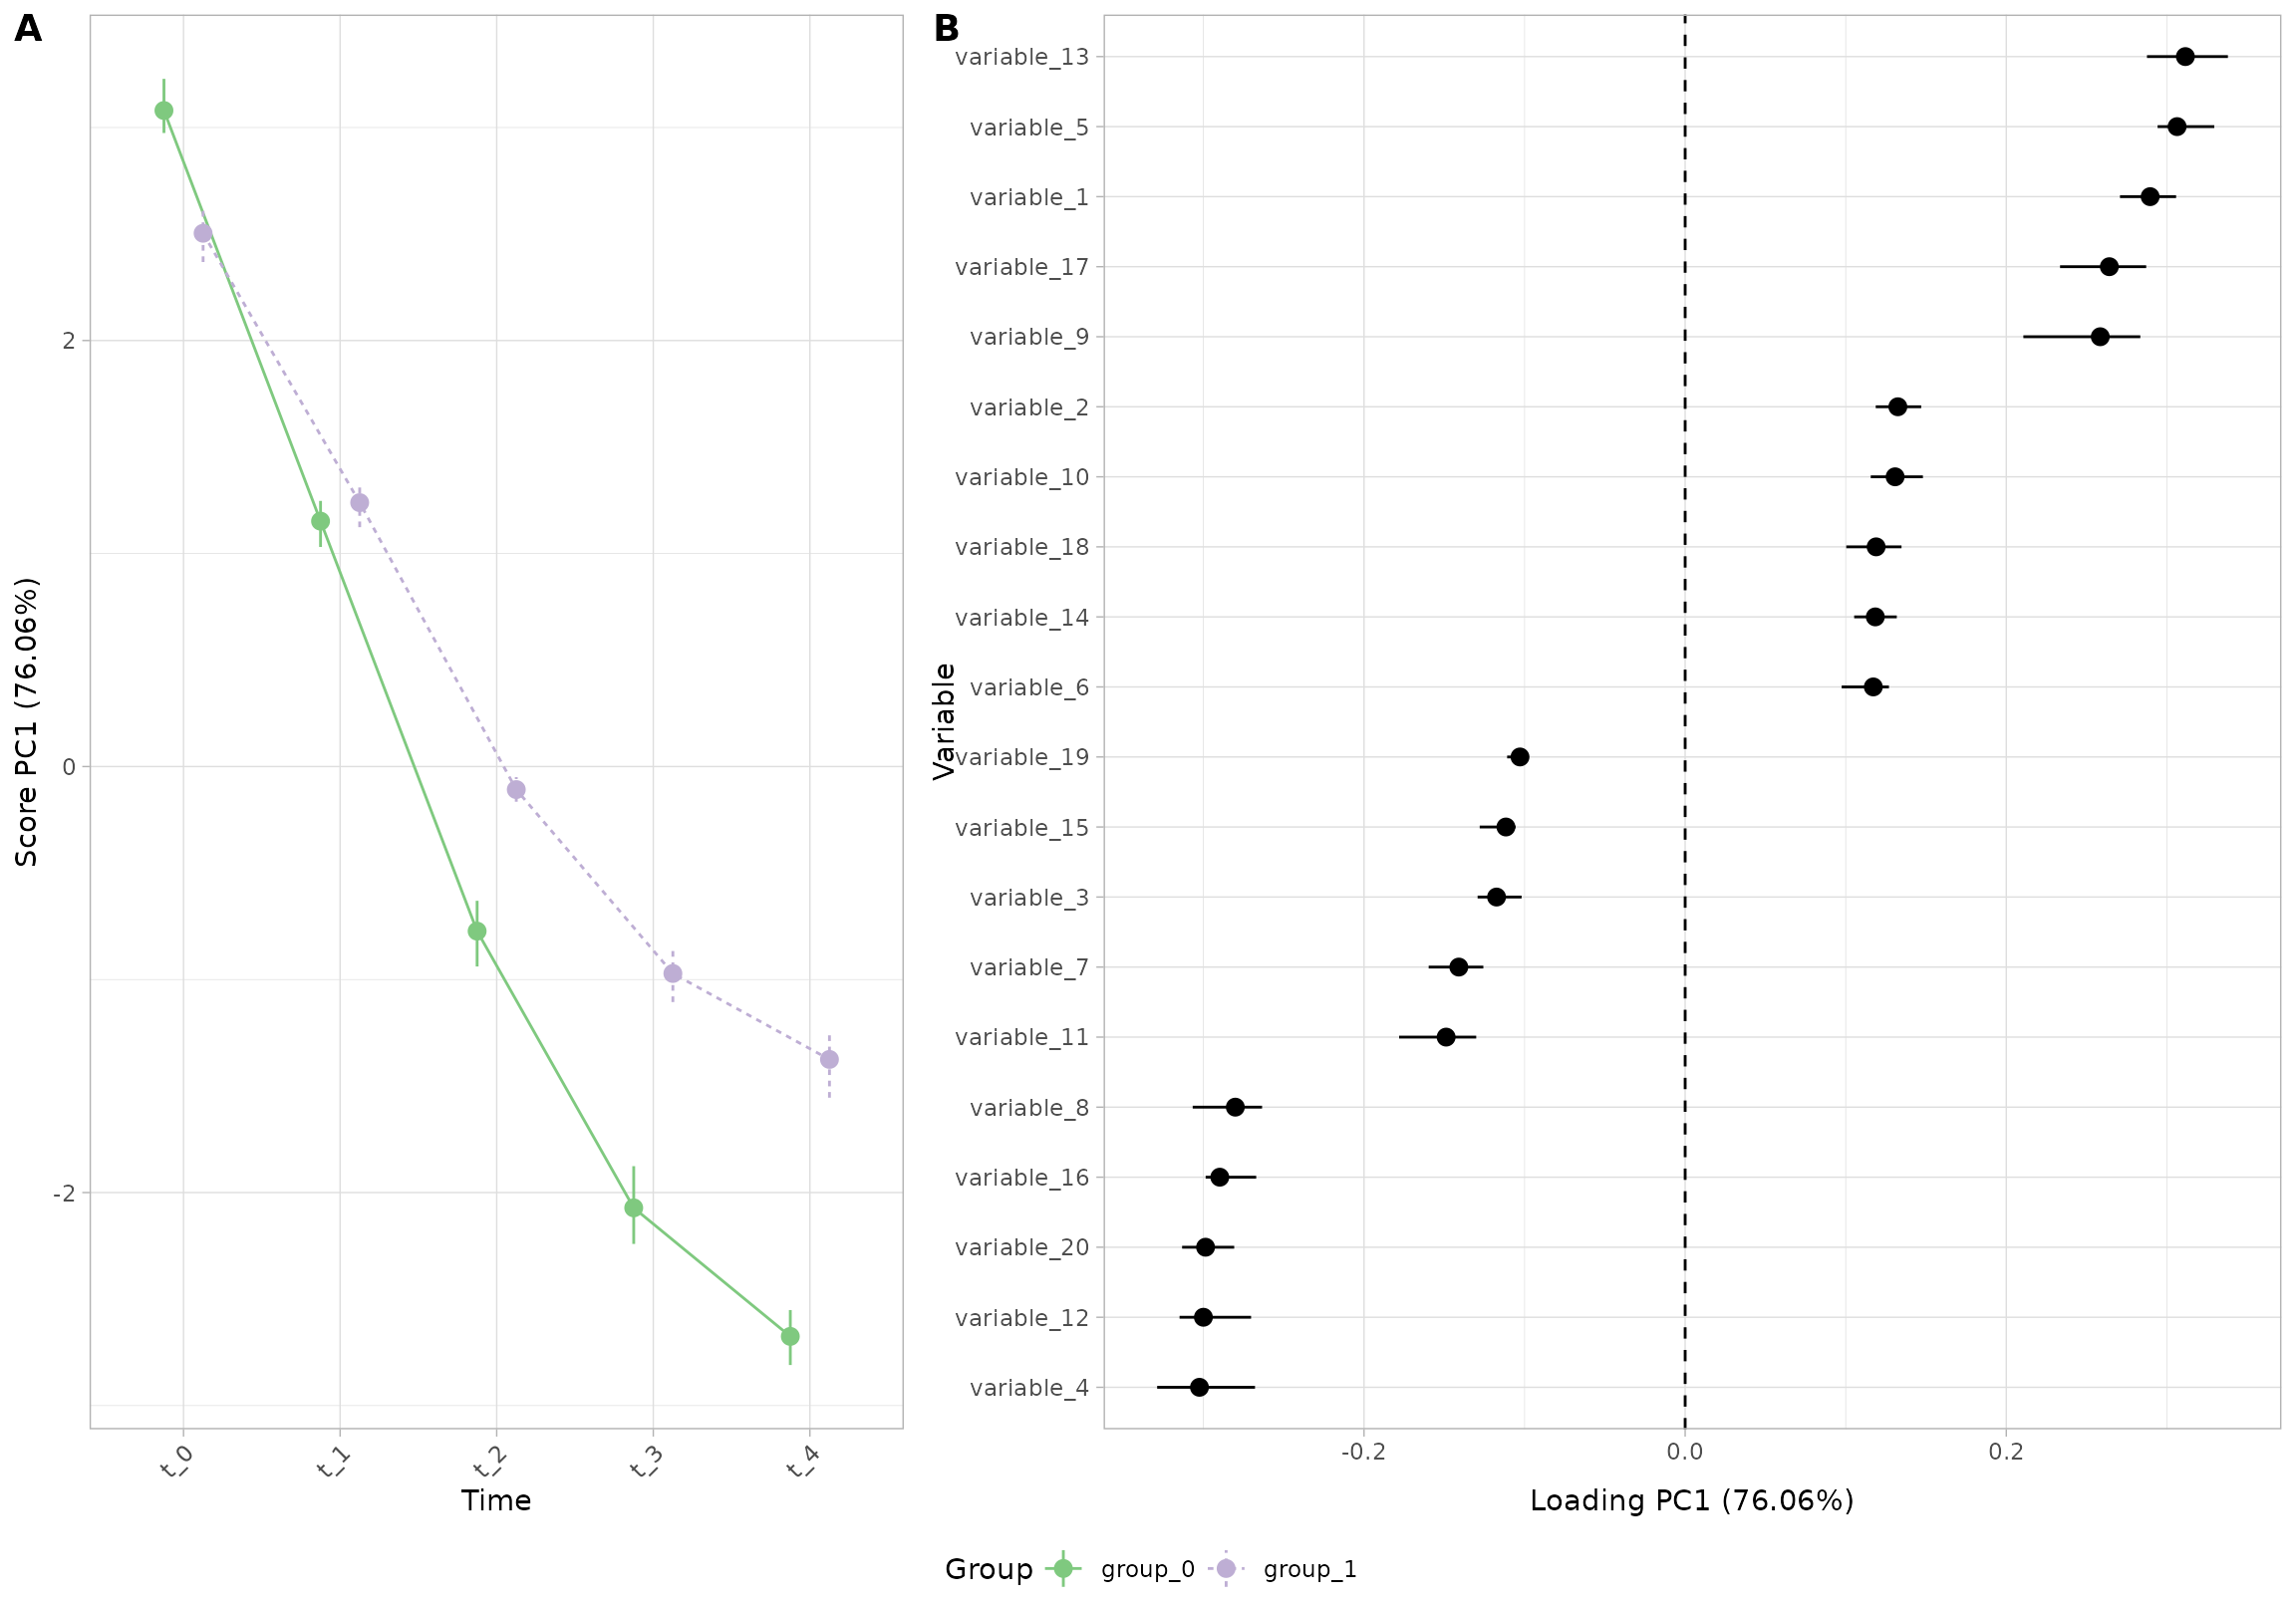 A
Score PC1 (76.06%)
2
0
-2
t_0
t_1
t_2
t_3
t_4
Time
B
Variable
variable_13
variable_5
variable_1
variable_17
variable_9
variable_2
variable_10
variable_18
variable_14
variable_6
variable_19
variable_15
variable_3
variable_7
variable_11
variable_8
variable_16
variable_20
variable_12
variable_4
-0.2
0.0
0.2
Loading PC1 (76.06%)
Group group_0 group_1